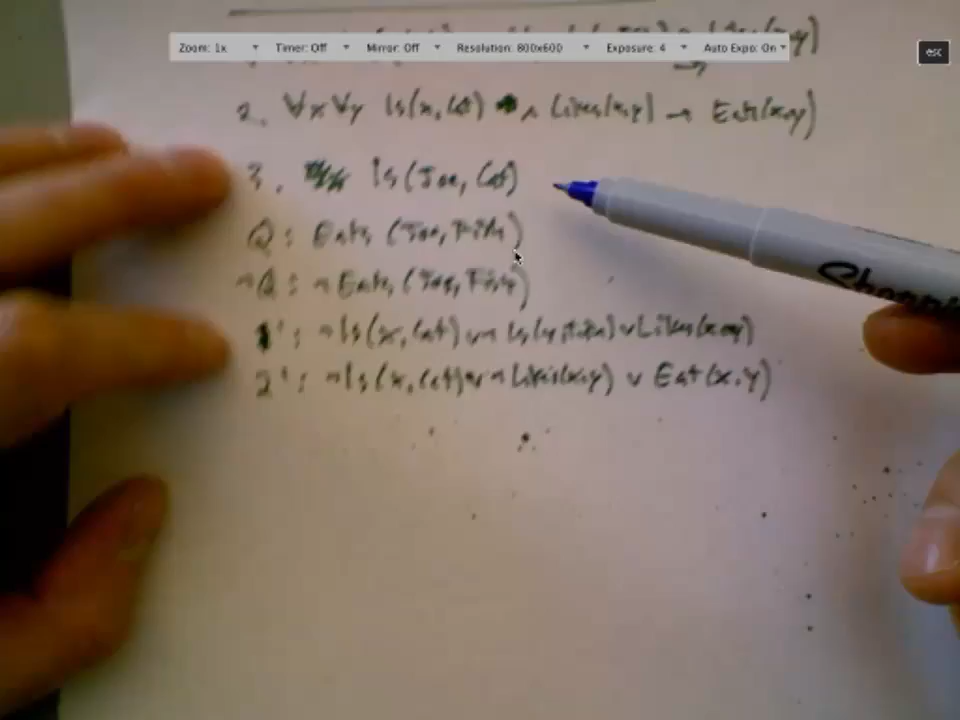 Zoom: 1x Timer: Off Mirror: Off Resolution: 800x600 Exposure: 4 Auto Expo: On
esc
2. ∀x ∀y Is(x, Cat) ∧ Likes(x,y) → Eat(x,y)
3. Is(Joe, Cat)
Q: Eats (Joe, Fish)
¬Q: ¬Eats (Joe, Fish)
1': ¬Is(x, Cat) ∨ ¬Is(y, Fish) ∨ Likes(x,y)
2': ¬Is(x, Cat) ∨ ¬Likes(x,y) ∨ Eat(x,y)
Sharpie